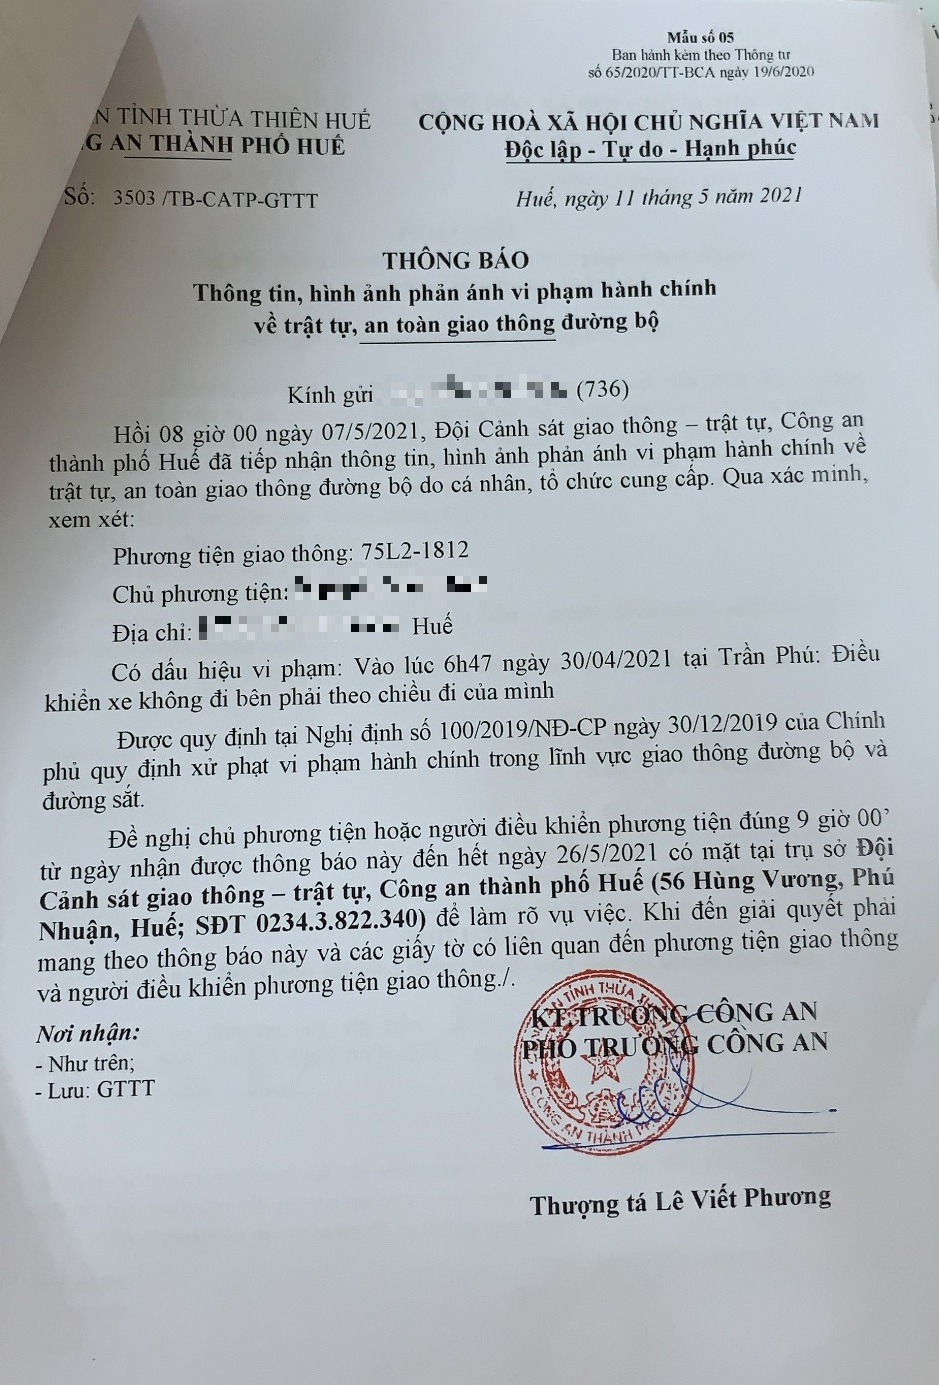 Mẫu số 05
Ban hành kèm theo Thông tư
số 65/2020/TT-BCA ngày 19/6/2020
N TỈNH THỪA THIÊN HUẾ
G AN THÀNH PHỐ HUẾ
CỘNG HOÀ XÃ HỘI CHỦ NGHĨA VIỆT NAM
Độc lập - Tự do - Hạnh phúc
Số: 3503 /TB-CATP-GTTT
Huế, ngày 11 tháng 5 năm 2021
THÔNG BÁO
Thông tin, hình ảnh phản ánh vi phạm hành chính
về trật tự, an toàn giao thông đường bộ
Kính gửi (736)
Hồi 08 giờ 00 ngày 07/5/2021, Đội Cảnh sát giao thông – trật tự, Công an
thành phố Huế đã tiếp nhận thông tin, hình ảnh phản ánh vi phạm hành chính về
trật tự, an toàn giao thông đường bộ do cá nhân, tổ chức cung cấp. Qua xác minh,
xem xét:
Phương tiện giao thông: 75L2-1812
Chủ phương tiện:
Địa chỉ: Huế
Có dấu hiệu vi phạm: Vào lúc 6h47 ngày 30/04/2021 tại Trần Phú: Điều
khiển xe không đi bên phải theo chiều đi của mình
Được quy định tại Nghị định số 100/2019/NĐ-CP ngày 30/12/2019 của Chính
phủ quy định xử phạt vi phạm hành chính trong lĩnh vực giao thông đường bộ và
đường sắt.
Đề nghị chủ phương tiện hoặc người điều khiển phương tiện đúng 9 giờ 00’
từ ngày nhận được thông báo này đến hết ngày 26/5/2021 có mặt tại trụ sở Đội
Cảnh sát giao thông – trật tự, Công an thành phố Huế (56 Hùng Vương, Phú
Nhuận, Huế; SĐT 0234.3.822.340) để làm rõ vụ việc. Khi đến giải quyết phải
mang theo thông báo này và các giấy tờ có liên quan đến phương tiện giao thông
và người điều khiển phương tiện giao thông./.
Nơi nhận:
- Như trên;
- Lưu: GTTT
KT.TRƯỞNG CÔNG AN
PHÓ TRƯỞNG CÔNG AN
TỈNH THỪA
CÔNG AN THÀNH
Thượng tá Lê Viết Phương